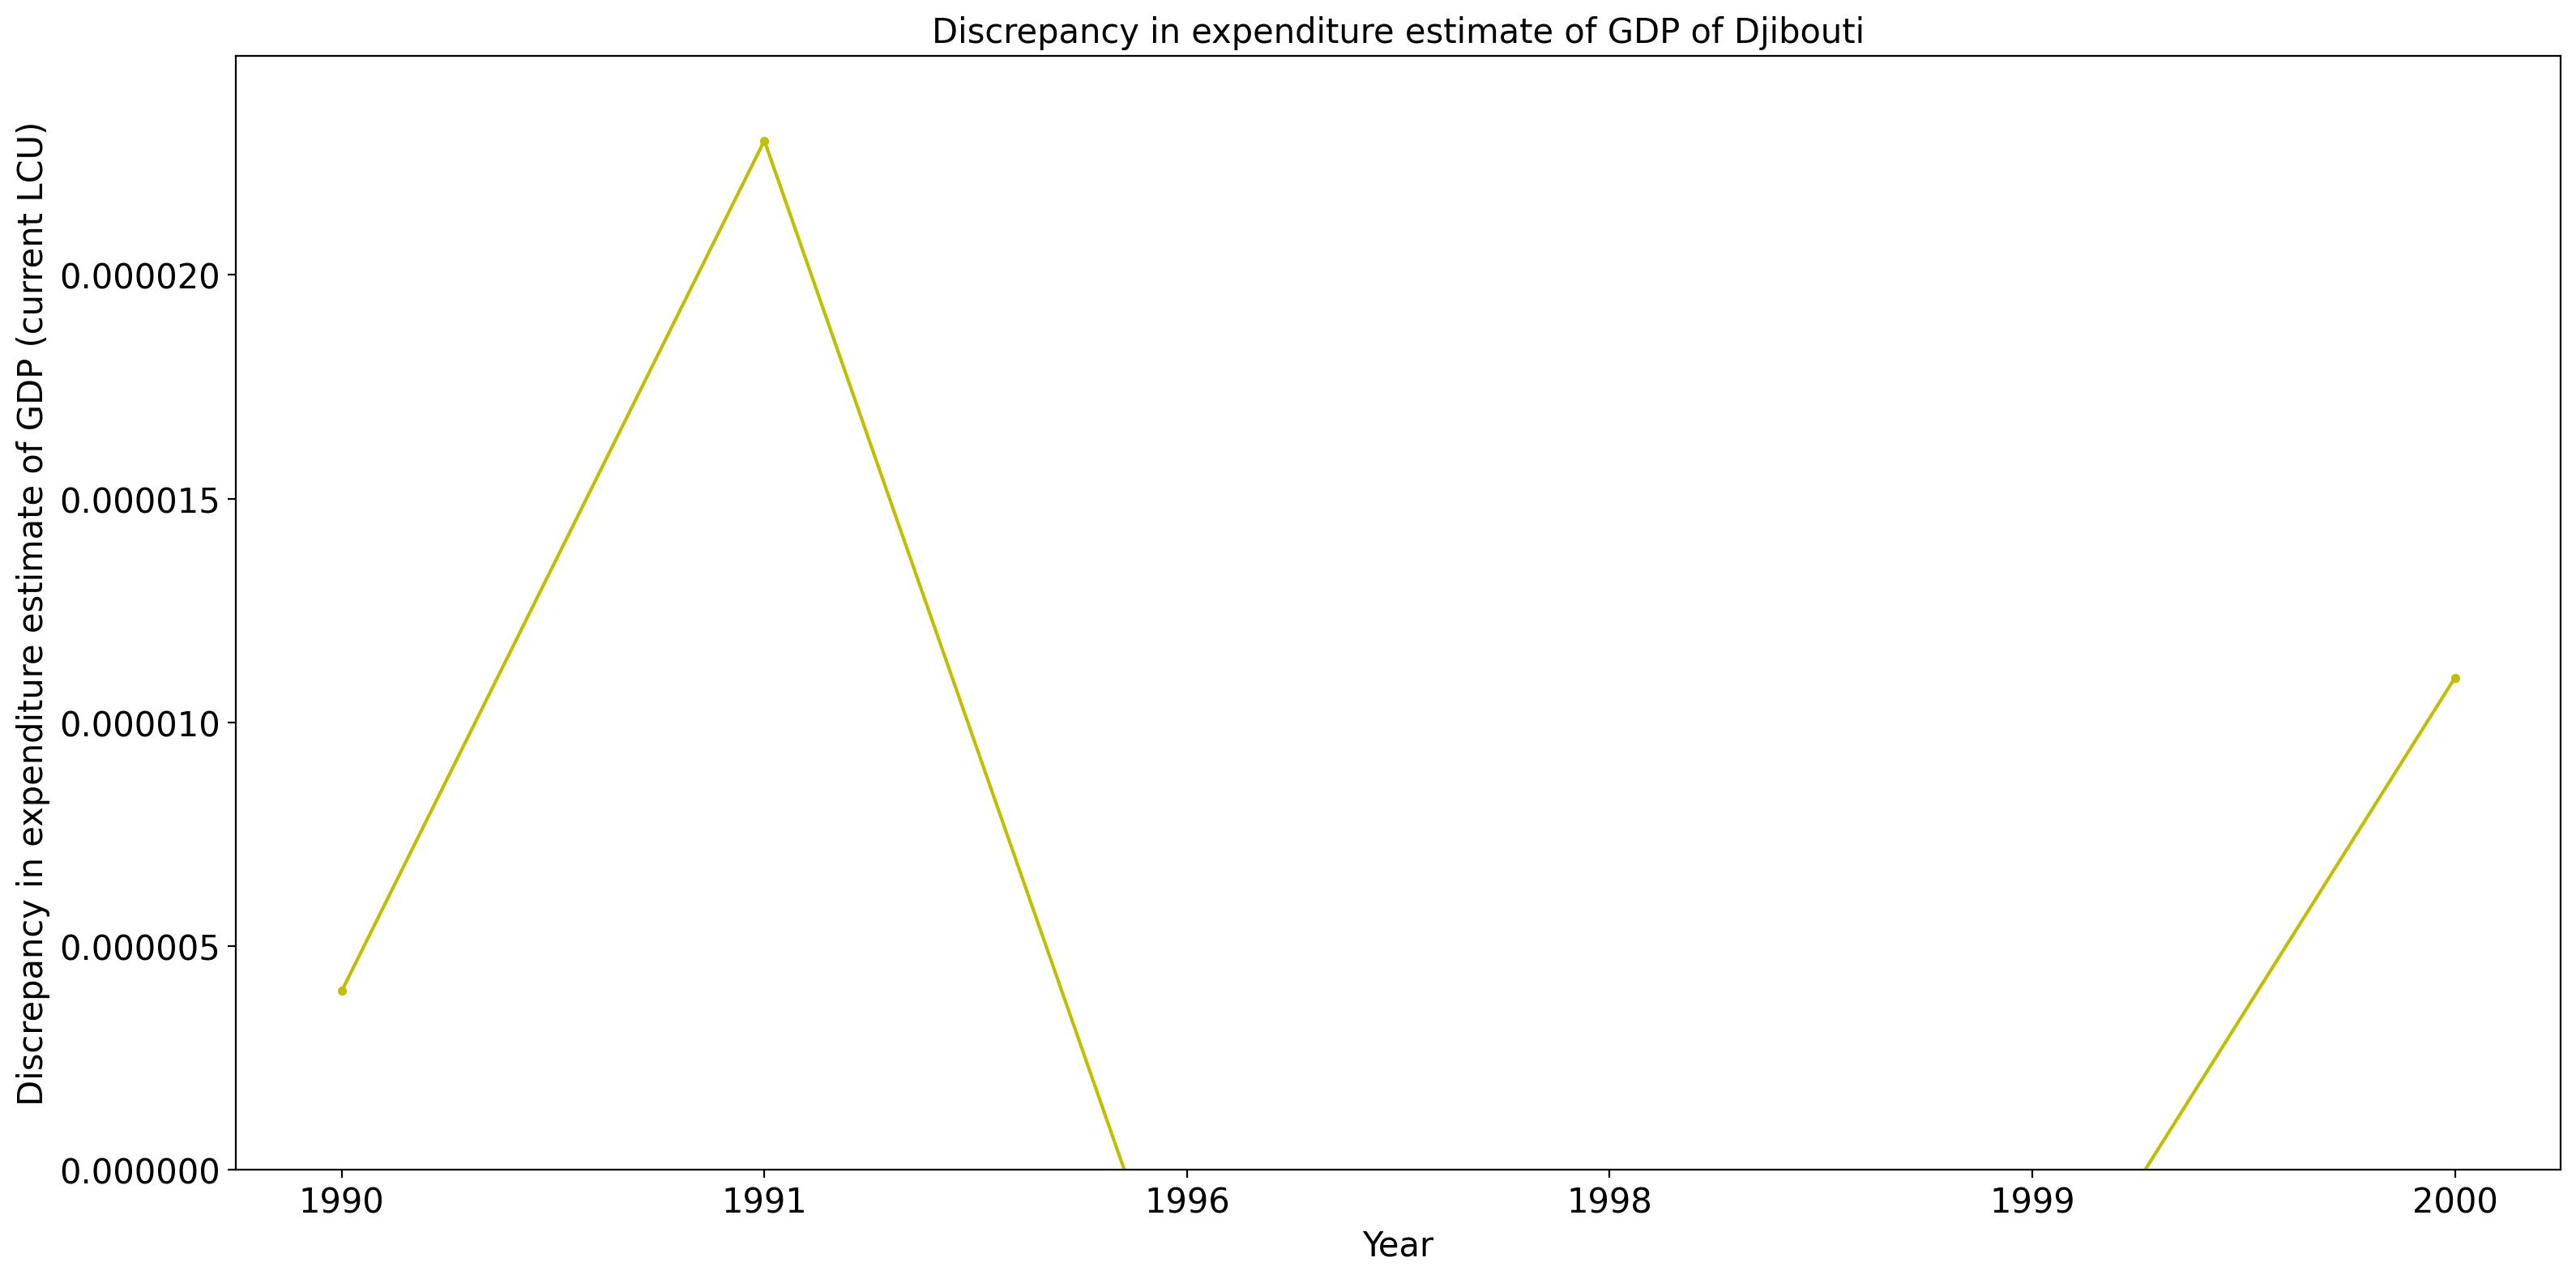 Discrepancy in expenditure estimate of GDP of Djibouti
Discrepancy in expenditure estimate of GDP (current LCU)
0.000020
0.000015
0.000010
0.000005
0.000000
1990 1991 1996 1998 1999 2000
Year